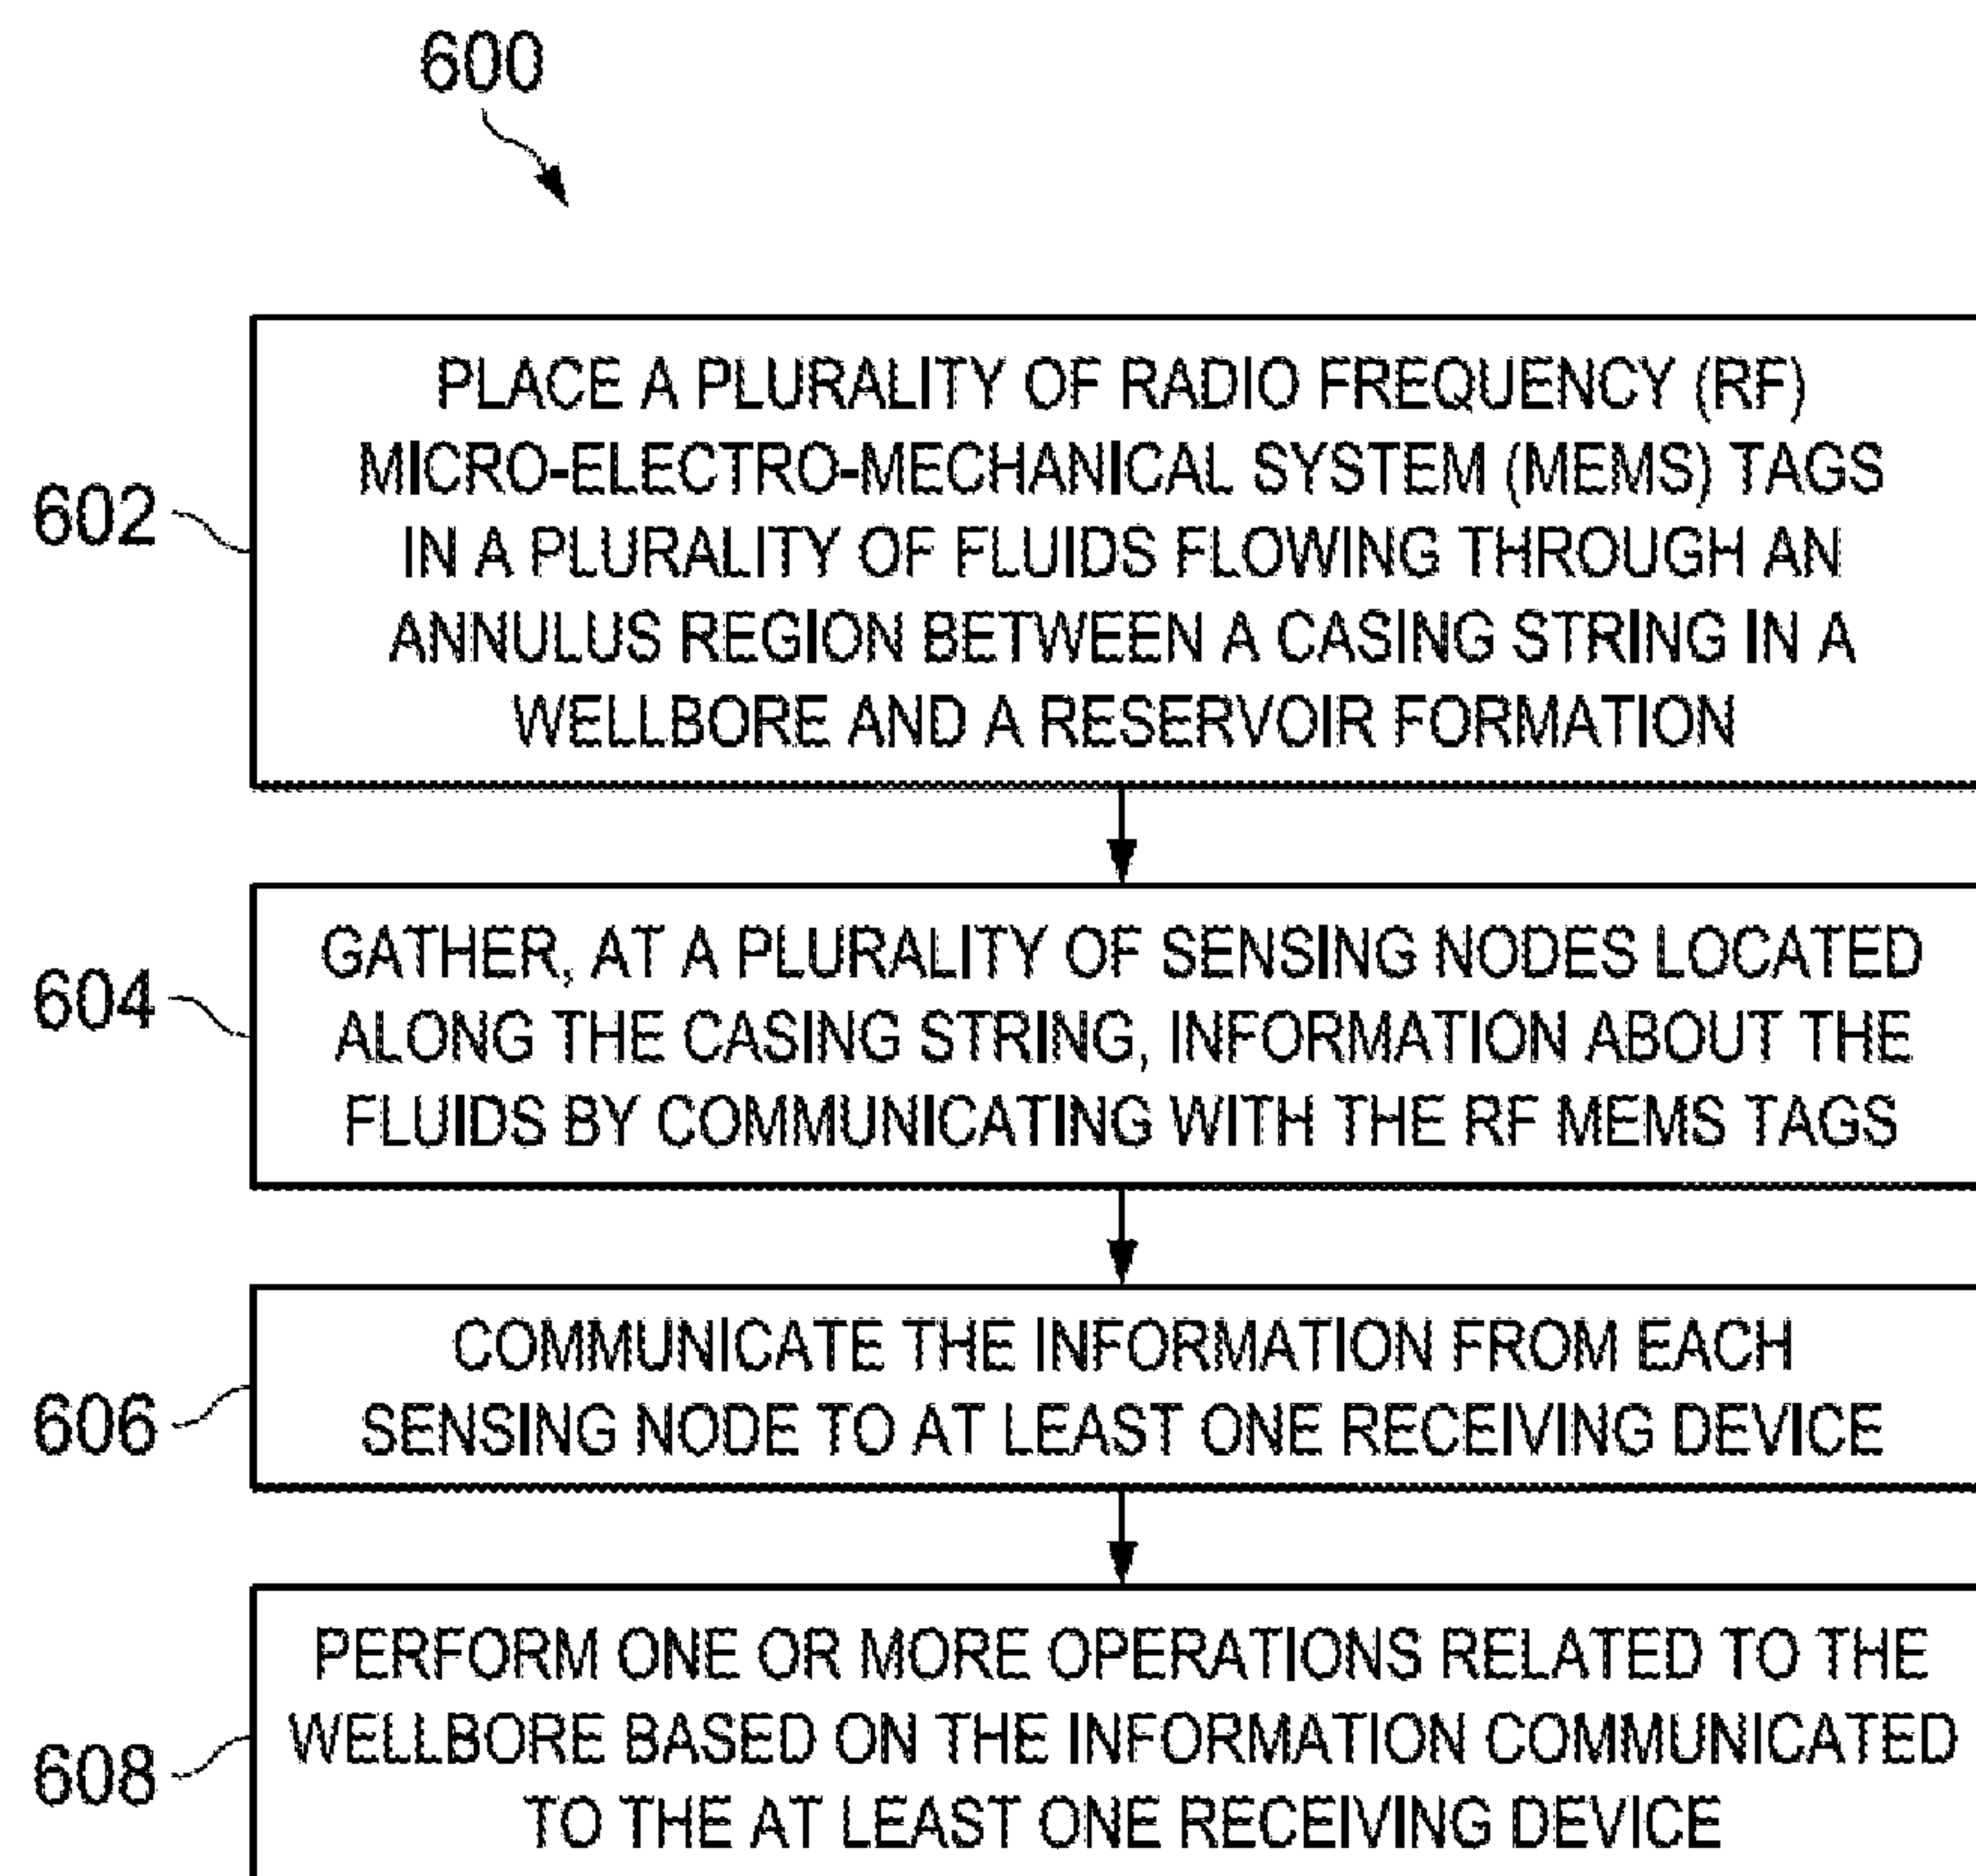 600
602
PLACE A PLURALITY OF RADIO FREQUENCY (RF)
MICRO-ELECTRO-MECHANICAL SYSTEM (MEMS) TAGS
IN A PLURALITY OF FLUIDS FLOWING THROUGH AN
ANNULUS REGION BETWEEN A CASING STRING IN A
WELLBORE AND A RESERVOIR FORMATION
604
GATHER, AT A PLURALITY OF SENSING NODES LOCATED
ALONG THE CASING STRING, INFORMATION ABOUT THE
FLUIDS BY COMMUNICATING WITH THE RF MEMS TAGS
606
COMMUNICATE THE INFORMATION FROM EACH
SENSING NODE TO AT LEAST ONE RECEIVING DEVICE
608
PERFORM ONE OR MORE OPERATIONS RELATED TO THE
WELLBORE BASED ON THE INFORMATION COMMUNICATED
TO THE AT LEAST ONE RECEIVING DEVICE